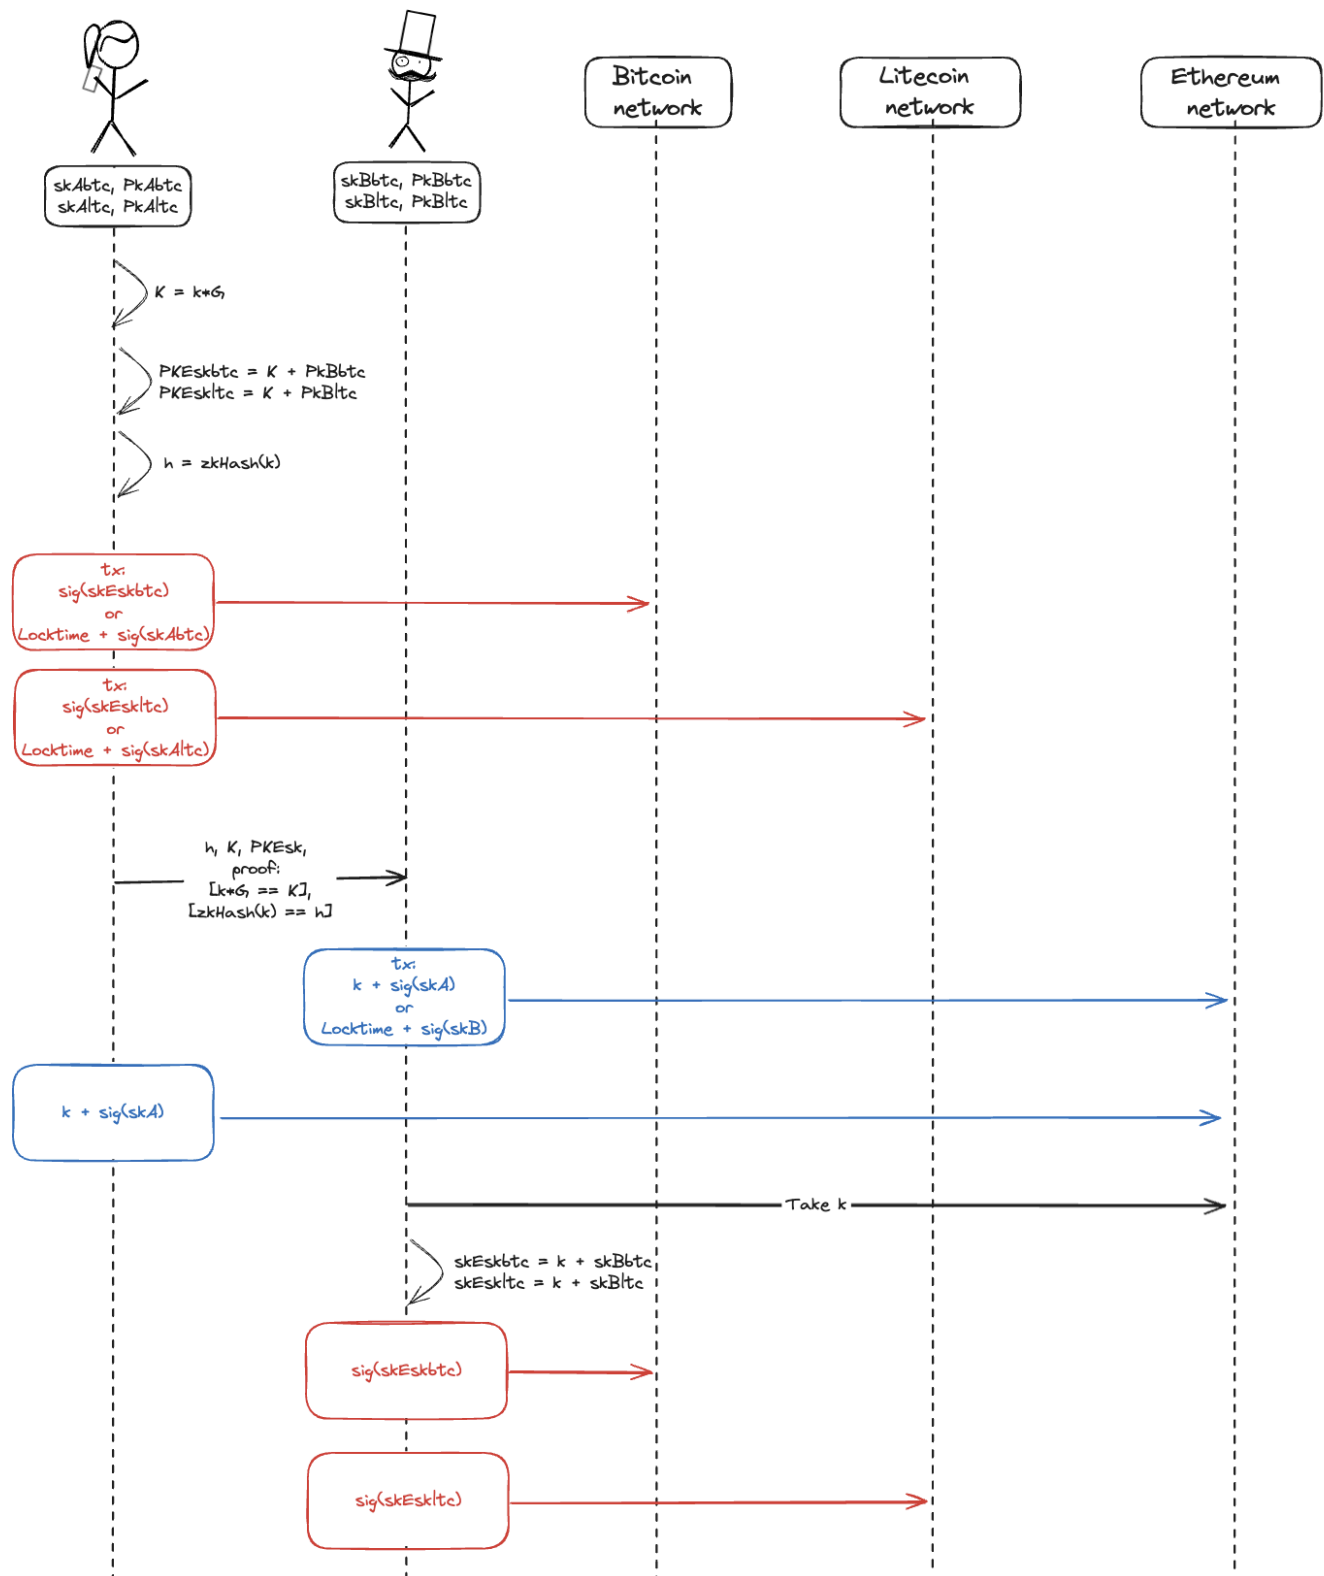 Bitcoin
network
Litecoin
network
Ethereum
network
skAbtc, PkAbtc
skAltc, PkAltc
skBbtc, PkBbtc
skBltc, PkBltc
K = k*G
PKEskbtc = K + PkBbtc
PKEskltc = K + PkBltc
h = zkHash(k)
tx:
sig(skEskbtc)
or
Locktime + sig(skAbtc)
tx:
sig(skEskltc)
or
Locktime + sig(skAltc)
h, K, PKEsk,
proof:
[k*G == K],
[zkHash(k) == h]
tx:
k + sig(skA)
or
Locktime + sig(skB)
k + sig(skA)
Take k
skEskbtc = k + skBbtc
skEskltc = k + skBltc
sig(skEskbtc)
sig(skEskltc)